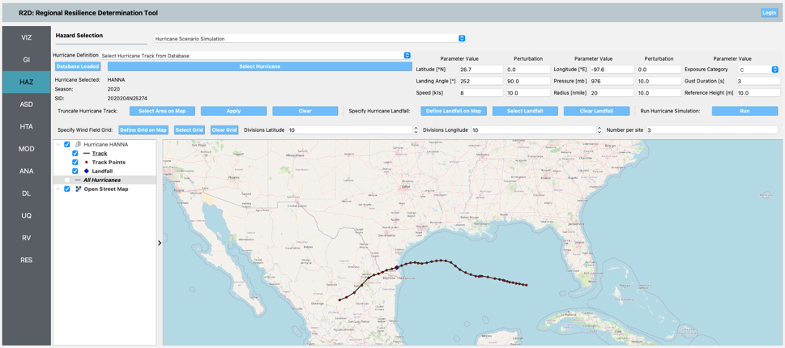 R2D: Regional Resilience Determination Tool
Login
VIZ
GI
HAZ
ASD
HTA
MOD
ANA
DL
UQ
RV
RES
Hazard Selection
Hurricane Scenario Simulation
Hurricane Definition Select Hurricane Track from Database
Database Loaded
Select Hurricane
Hurricane Selected: HANNA
Season: 2020
SID: 2020204N26274
Parameter Value Perturbation Parameter Value Perturbation Parameter Value
Latitude [°N] 26.7 0.0 Longitude [°E] -97.6 0.0 Exposure Category C
Landing Angle [°] 252 90.0 Pressure [mb] 976 10.0 Gust Duration [s] 3
Speed [kts] 8 10.0 Radius [nmile] 20 10.0 Reference Height [m] 10.0
Truncate Hurricane Track: Select Area on Map Apply Clear Specify Hurricane Landfall: Define Landfall on Map Select Landfall Clear Landfall Run Hurricane Simulation: Run
Specify Wind Field Grid: Define Grid on Map Select Grid Clear Grid Divisions Latitude 10 Divisions Longitude 10 Number per site 3
Hurricane HANNA
Track
Track Points
Landfall
All Hurricanes
Open Street Map